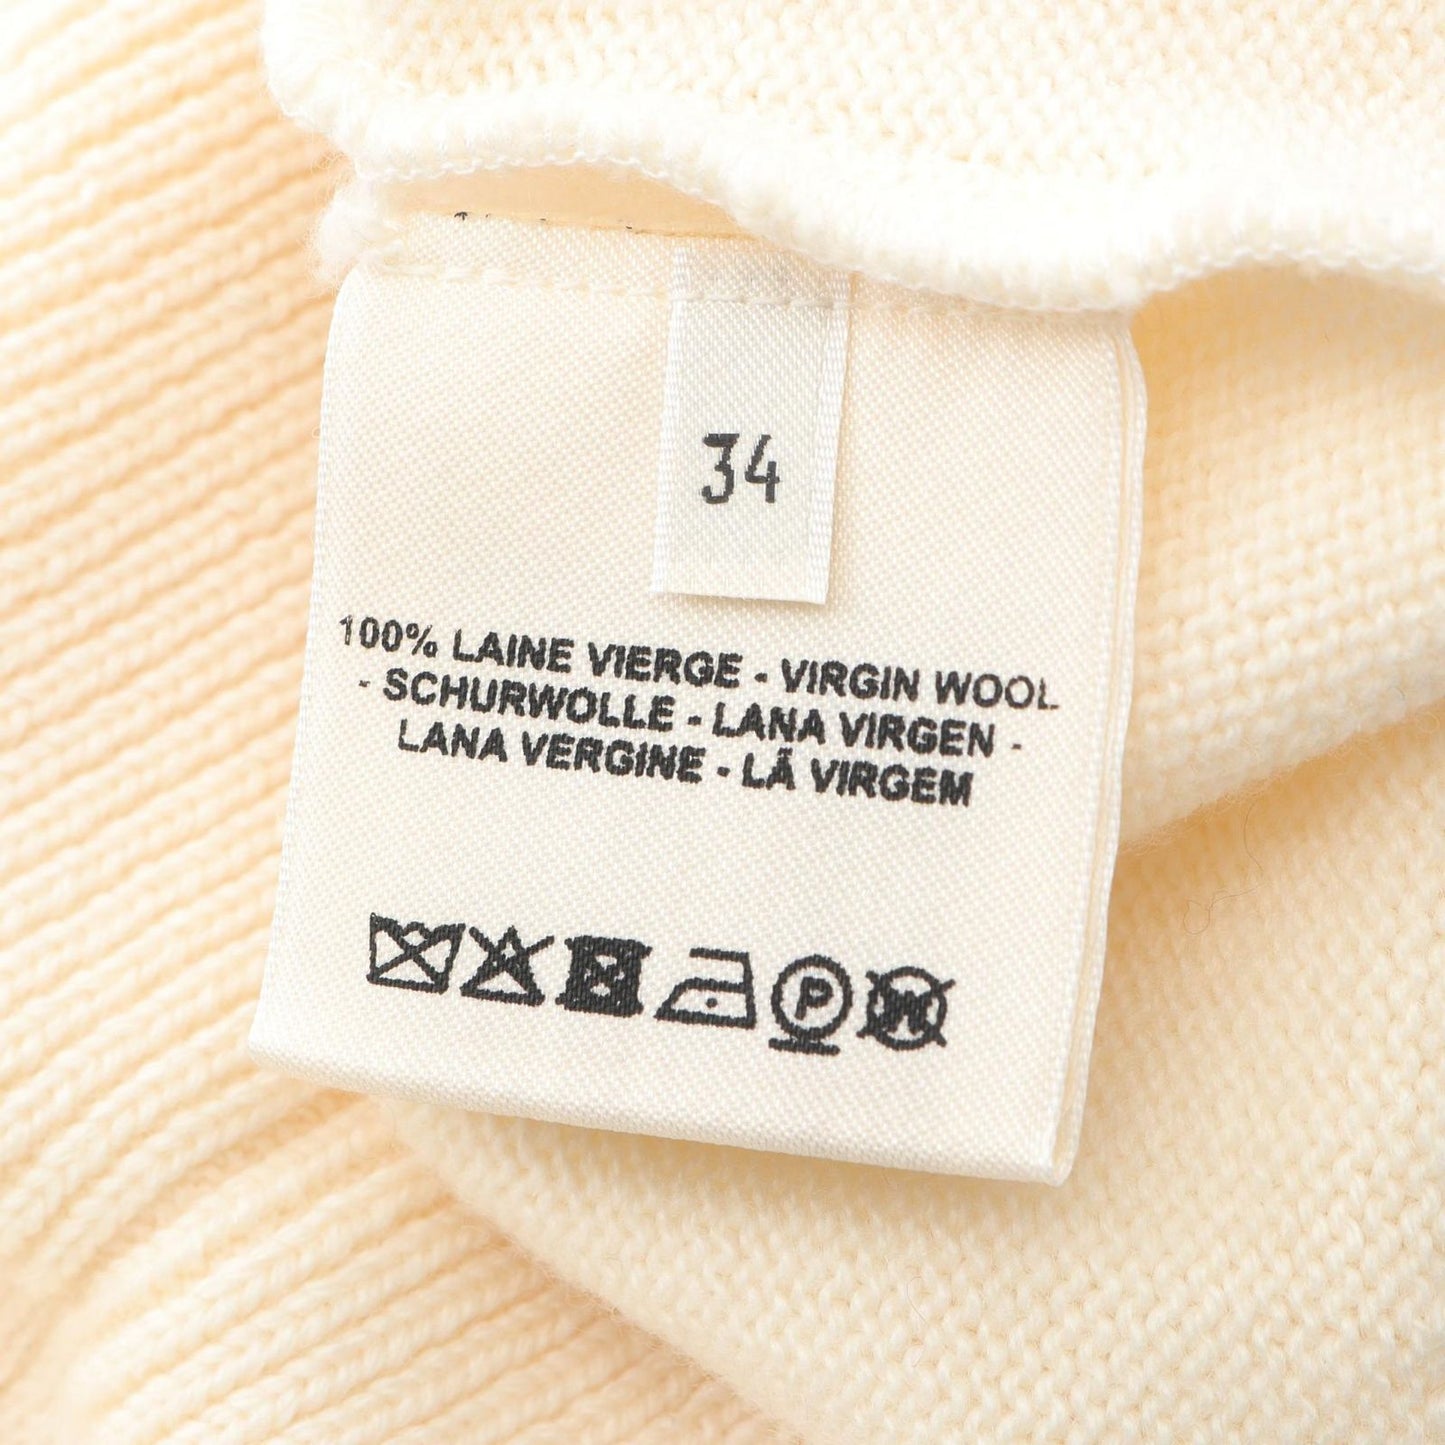 34
100% LAINE VIERGE - VIRGIN WOOL
- SCHURWOLLE - LANA VIRGEN -
LANA VERGINE - LÃ VIRGEM
P W